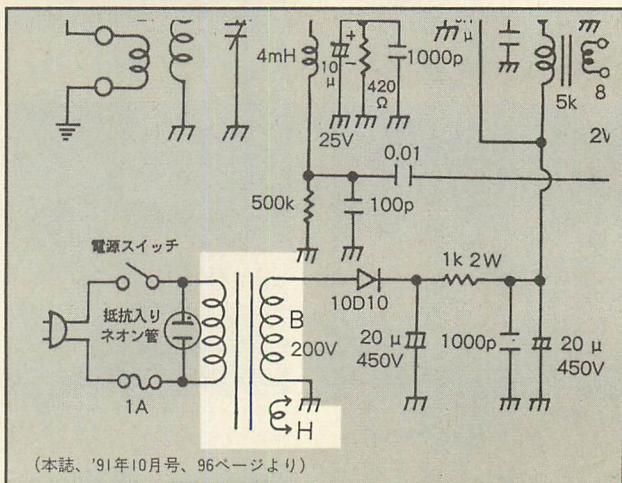 4mH
10
μ
+
−
420
Ω
1000p
25V
μ
5k
8
0.01
500k
100p
電源スイッチ
抵抗入り
ネオン管
1A
B
200V
H
10D10
1k 2W
20 μ
450V
1000p
20 μ
450V
(本誌、'91年10月号、96ページより)